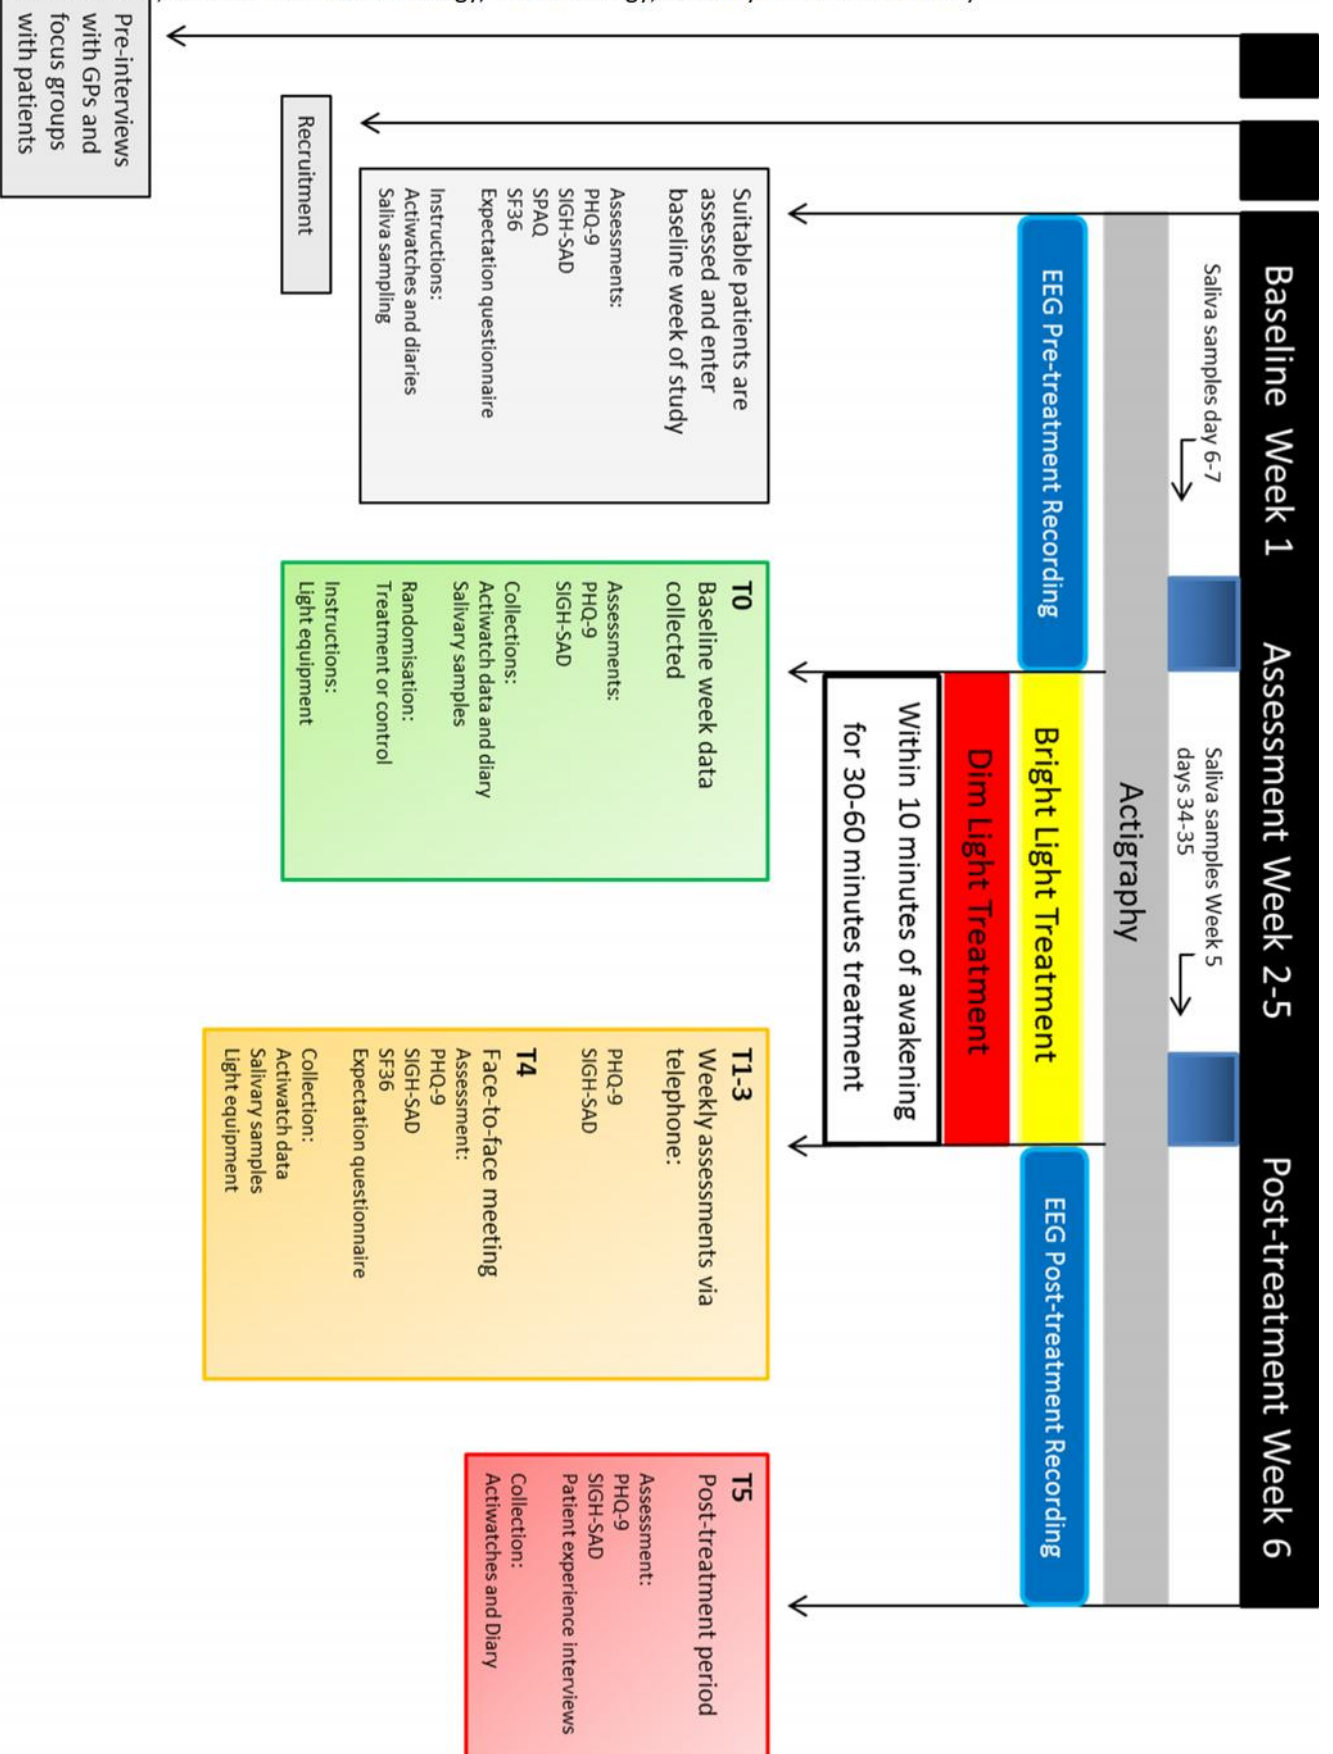 Baseline Week 1
Assessment Week 2-5
Post-treatment Week 6
Saliva samples day 6-7
Saliva samples Week 5
days 34-35
Actigraphy
EEG Pre-treatment Recording
Bright Light Treatment
EEG Post-treatment Recording
Dim Light Treatment
Within 10 minutes of awakening
for 30-60 minutes treatment
Pre-interviews
with GPs and
focus groups
with patients
Recruitment
Suitable patients are
assessed and enter
baseline week of study
Assessments:
PHQ-9
SIGH-SAD
SPAQ
SF36
Expectation questionnaire
Instructions:
Actiwatches and diaries
Saliva sampling
T0
Baseline week data
collected
Assessments:
PHQ-9
SIGH-SAD
Collections:
Actiwatch data and diary
Salivary samples
Randomisation:
Treatment or control
Instructions:
Light equipment
T1-3
Weekly assessments via
telephone:
PHQ-9
SIGH-SAD
T4
Face-to-face meeting
Assessment:
PHQ-9
SIGH-SAD
SF36
Expectation questionnaire
Collection:
Actiwatch data
Salivary samples
Light equipment
T5
Post-treatment period
Assessment:
PHQ-9
SIGH-SAD
Patient experience interviews
Collection:
Actiwatches and Diary